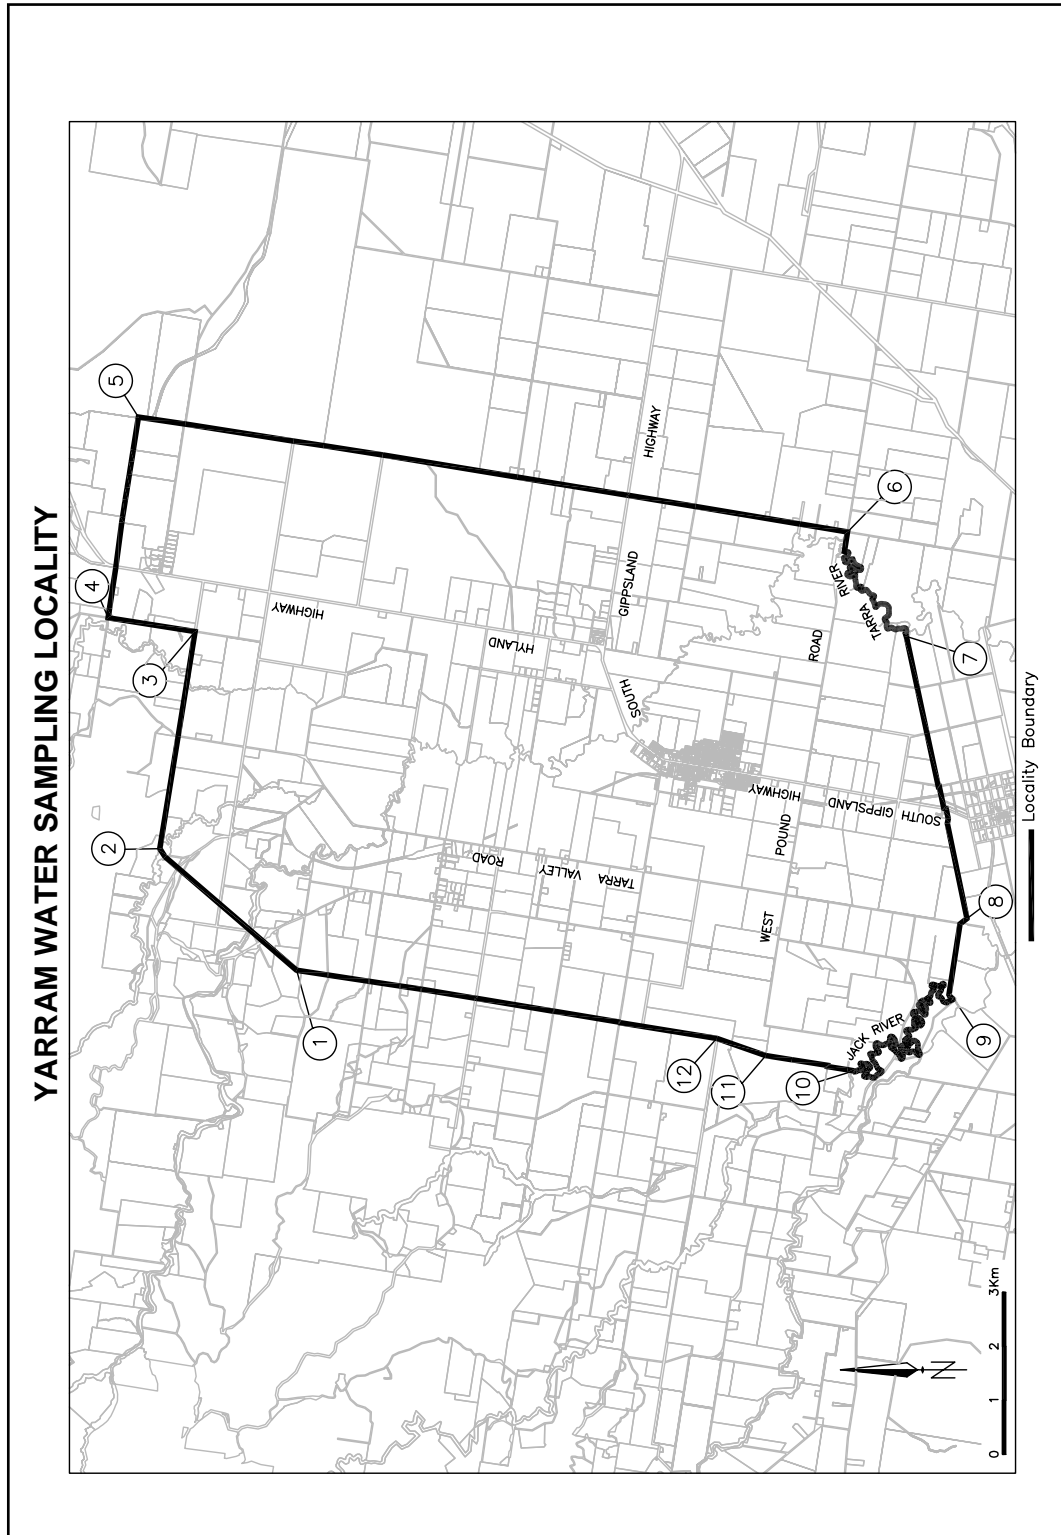 YARRAM WATER SAMPLING LOCALITY
1
2
3
4
5
6
7
8
9
10
11
12
HIGHWAY
HYLAND
SOUTH
GIPPSLAND
HIGHWAY
TARRA
VALLEY
ROAD
WEST
POUND
ROAD
SOUTH
GIPPSLAND
HIGHWAY
TARRA
RIVER
JACK RIVER
N
0 1 2 3Km
Locality Boundary